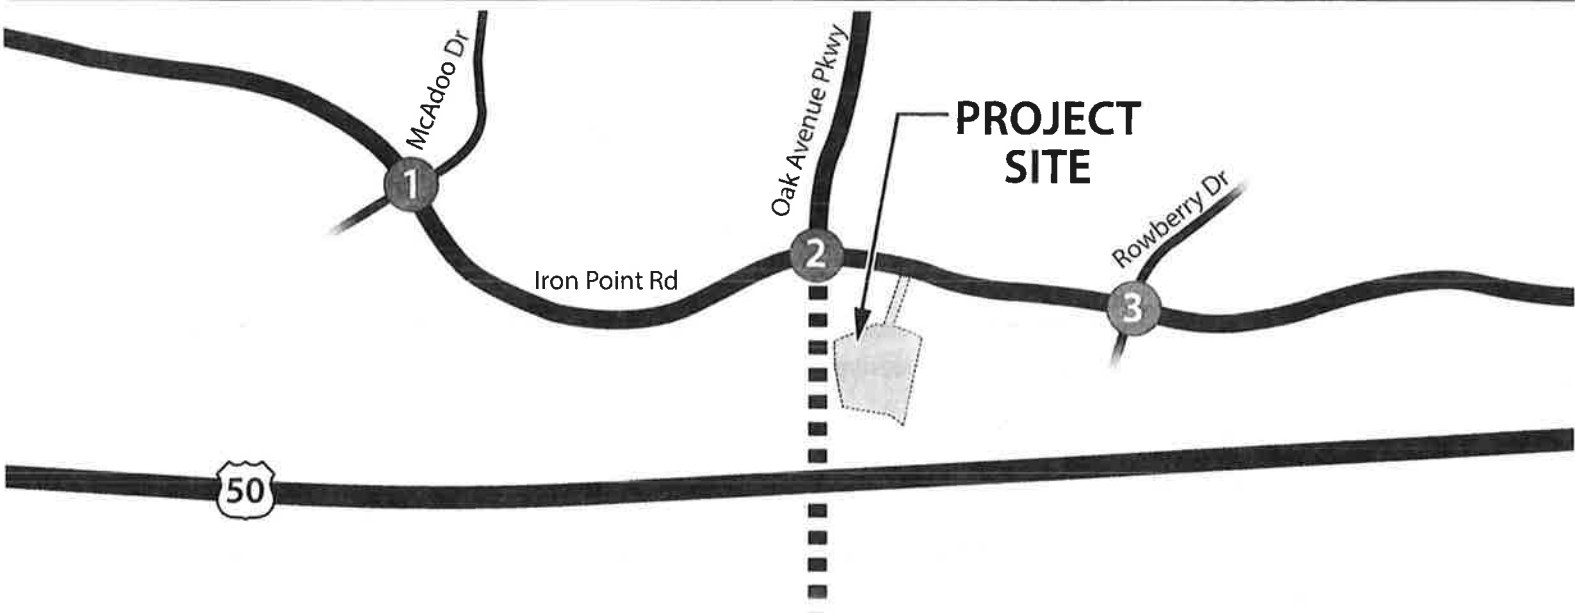 McAdoo Dr
Oak Avenue Pkwy
PROJECT
SITE
1
Rowberry Dr
2
Iron Point Rd
3
50